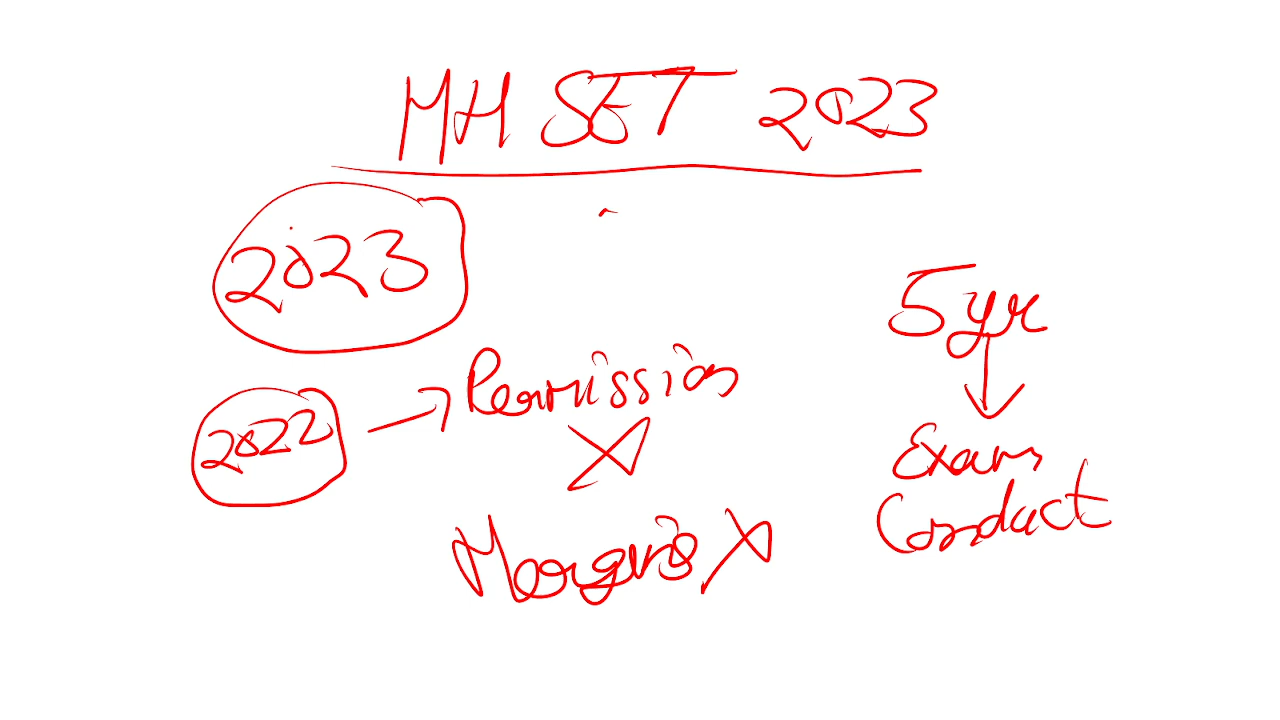 MH SET 2023
2023
5yr
2022 → Permission
X
Exam
Conduct
X